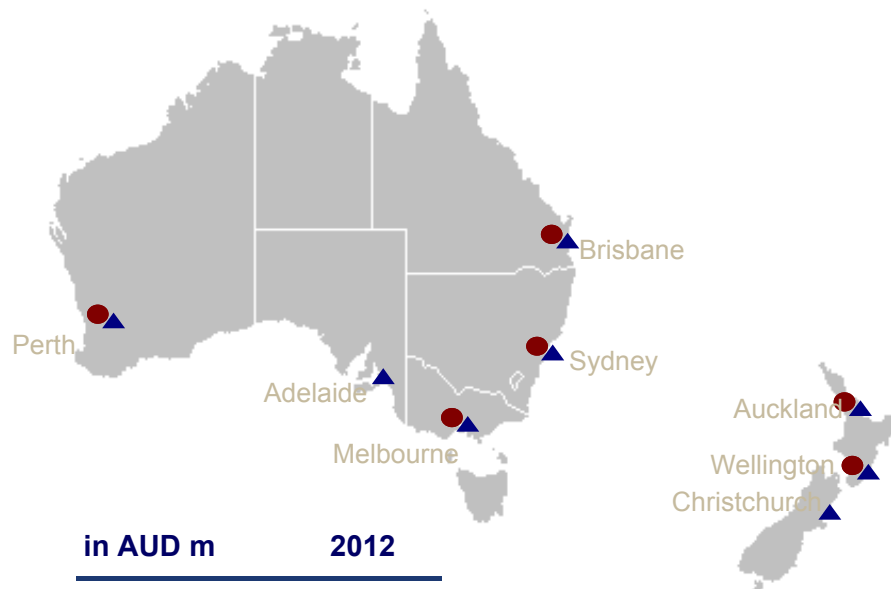 Brisbane
Perth
Sydney
Adelaide
Auckland
Melbourne
Wellington
Christchurch
in AUD m 2012